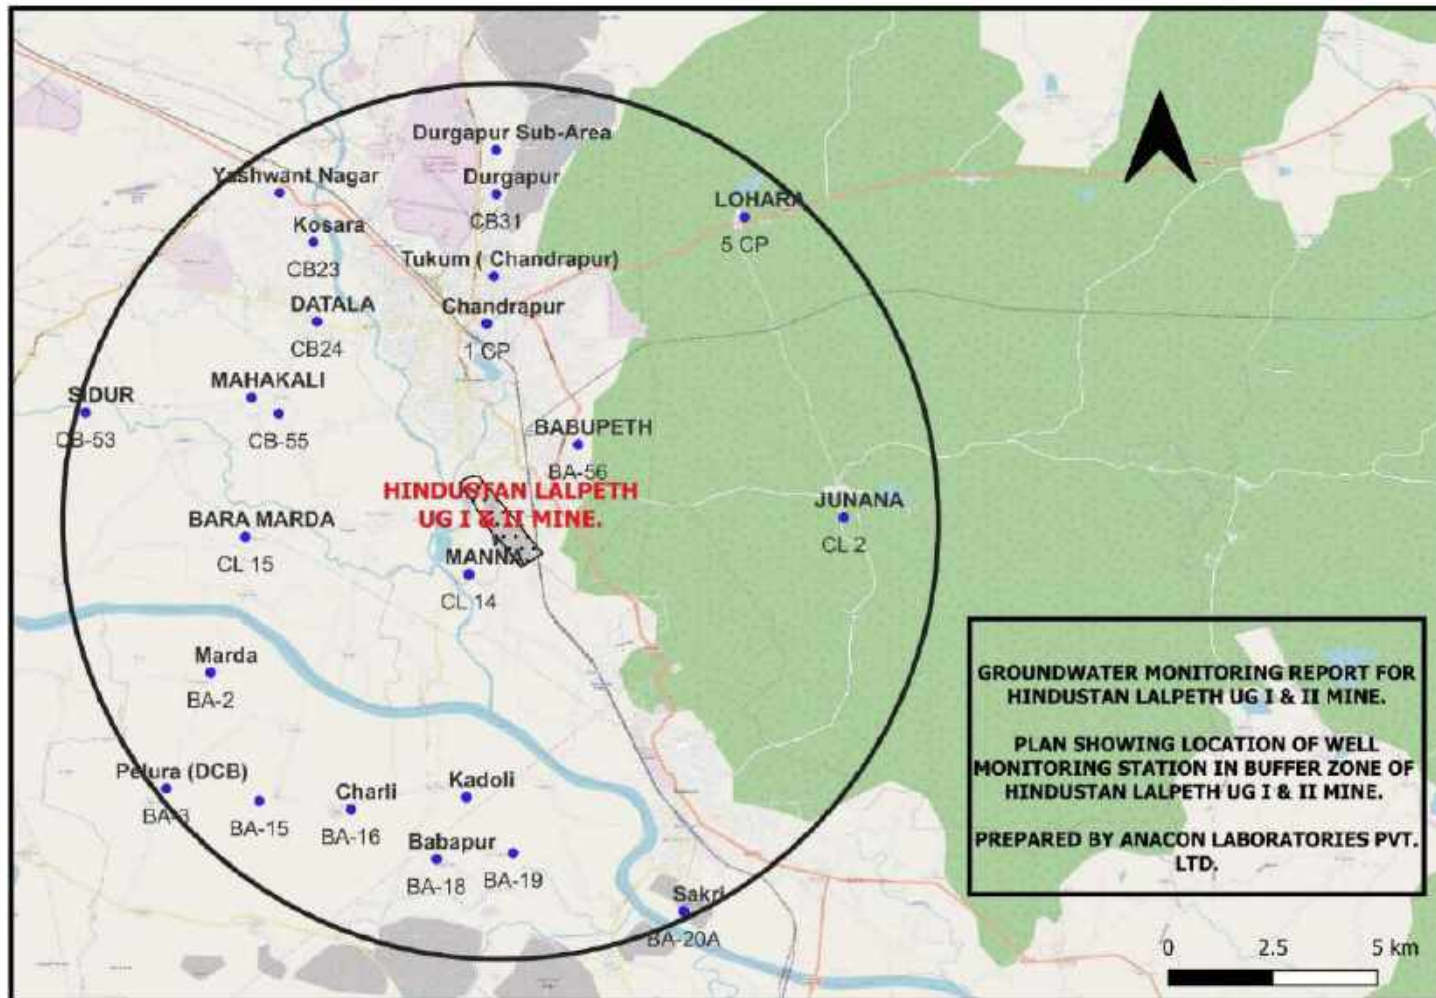 Durgapur Sub-Area
Yashwant Nagar
Durgapur
LOHARA
CB31
Kosara
5 CP
CB23
Tukum ( Chandrapur)
DATALA
Chandrapur
CB24
1 CP
MAHAKALI
SIDUR
CB-53
CB-55
BABUPETH
BA-56
HINDUSTAN LALPETH
UG I & II MINE.
JUNANA
BARA MARDA
CL 2
CL 15
MANNA
CL 14
Marda
BA-2
GROUNDWATER MONITORING REPORT FOR
HINDUSTAN LALPETH UG I & II MINE.
PLAN SHOWING LOCATION OF WELL
MONITORING STATION IN BUFFER ZONE OF
HINDUSTAN LALPETH UG I & II MINE.
PREPARED BY ANACON LABORATORIES PVT.
LTD.
Pelura (DCB)
Charli
Kadoli
BA-3
BA-15
BA-16
Babapur
BA-18
BA-19
Sakri
BA-20A
0 2.5 5 km